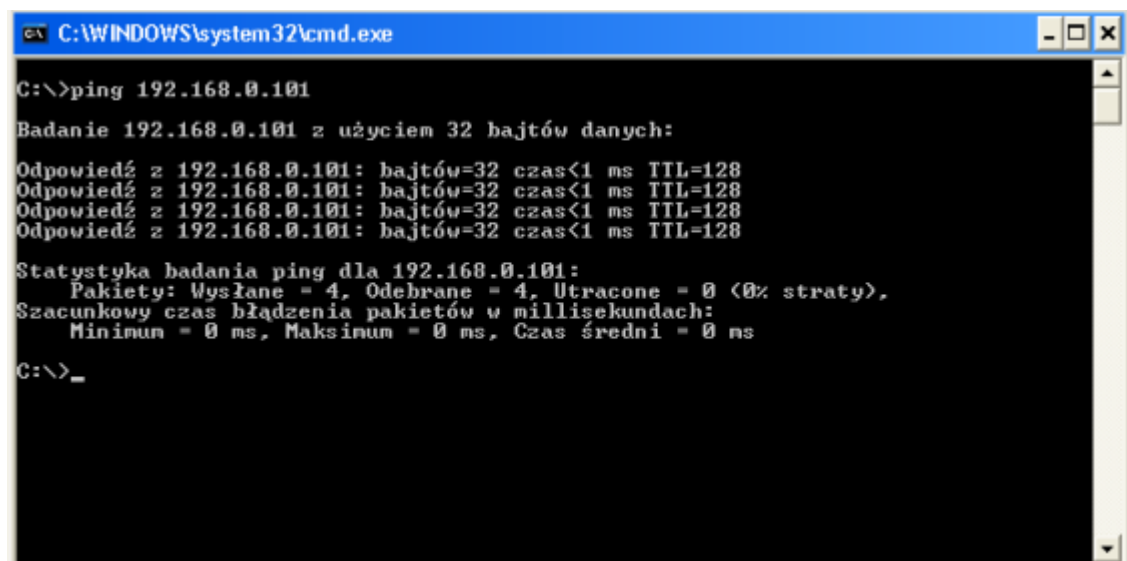 C:\WINDOWS\system32\cmd.exe
C:\>ping 192.168.0.101
Badanie 192.168.0.101 z użyciem 32 bajtów danych:
Odpowiedź z 192.168.0.101: bajtów=32 czas<1 ms TTL=128
Odpowiedź z 192.168.0.101: bajtów=32 czas<1 ms TTL=128
Odpowiedź z 192.168.0.101: bajtów=32 czas<1 ms TTL=128
Odpowiedź z 192.168.0.101: bajtów=32 czas<1 ms TTL=128
Statystyka badania ping dla 192.168.0.101:
Pakiety: Wysłane = 4, Odebrane = 4, Utracone = 0 (0% straty),
Szacunkowy czas błądzenia pakietów w millisekundach:
Minimum = 0 ms, Maksimum = 0 ms, Czas średni = 0 ms
C:\>_